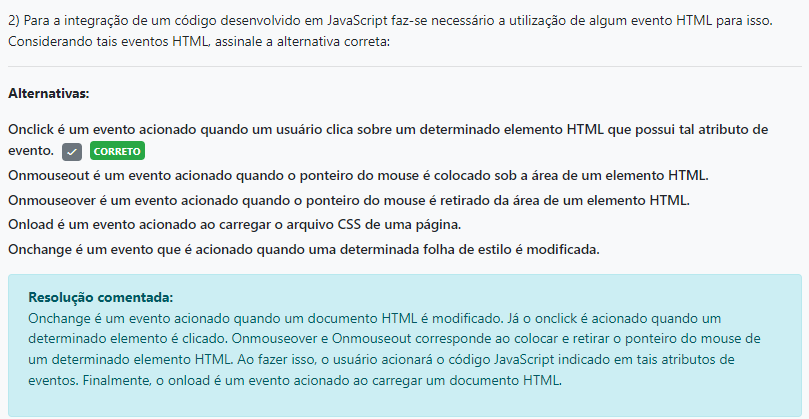 2) Para a integração de um código desenvolvido em JavaScript faz-se necessário a utilização de algum evento HTML para isso.
Considerando tais eventos HTML, assinale a alternativa correta:
Alternativas:
Onclick é um evento acionado quando um usuário clica sobre um determinado elemento HTML que possui tal atributo de
evento. CORRETO
Onmouseout é um evento acionado quando o ponteiro do mouse é colocado sob a área de um elemento HTML.
Onmouseover é um evento acionado quando o ponteiro do mouse é retirado da área de um elemento HTML.
Onload é um evento acionado ao carregar o arquivo CSS de uma página.
Onchange é um evento que é acionado quando uma determinada folha de estilo é modificada.
Resolução comentada:
Onchange é um evento acionado quando um documento HTML é modificado. Já o onclick é acionado quando um
determinado elemento é clicado. Onmouseover e Onmouseout corresponde ao colocar e retirar o ponteiro do mouse de
um determinado elemento HTML. Ao fazer isso, o usuário acionará o código JavaScript indicado em tais atributos de
eventos. Finalmente, o onload é um evento acionado ao carregar um documento HTML.